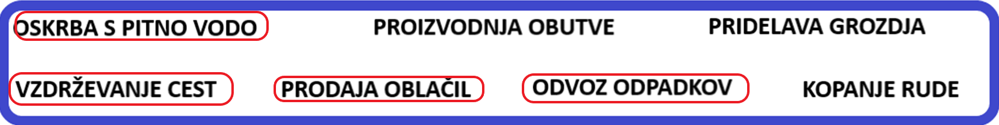 OSKRBA S PITNO VODO PROIZVODNJA OBUTVE PRIDELAVA GROZDJA
VZDRŽEVANJE CEST PRODAJA OBLAČIL ODVOZ ODPADKOV KOPANJE RUDE